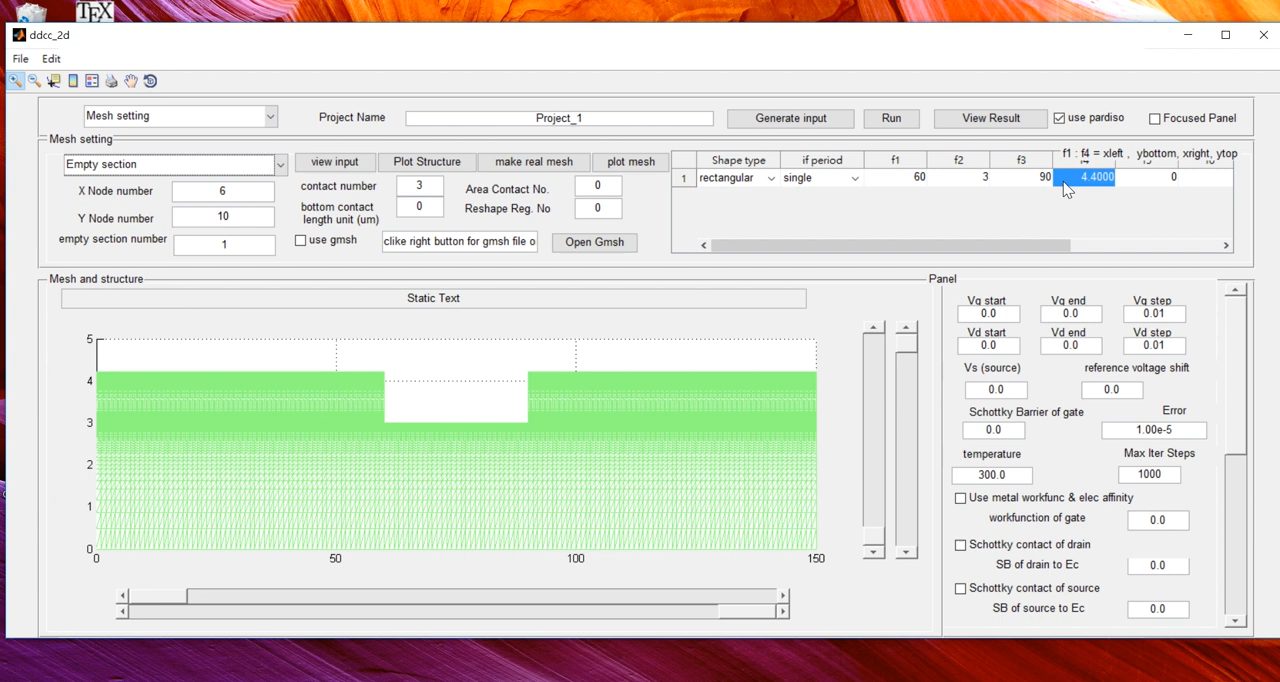 TEX
ddcc_2d
File Edit
Mesh setting
Project Name
Project_1
Generate input
Run
View Result
use pardiso
Focused Panel
Mesh setting
Empty section
view input
Plot Structure
make real mesh
plot mesh
X Node number 6
Y Node number 10
empty section number 1
contact number 3
bottom contact
length unit (um)
0
Area Contact No. 0
Reshape Reg. No 0
use gmsh
clike right button for gmsh file o
Open Gmsh
f1 : f4 = xleft , ybottom, xright, ytop
Shape type if period f1 f2 f3
1 rectangular single 60 3 90 4.4000 0
Mesh and structure
Static Text
5
4
3
2
1
0
0 50 100 150
Panel
Vg start Vg end Vg step
0.0 0.0 0.01
Vd start Vd end Vd step
0.0 0.0 0.01
Vs (source) reference voltage shift
0.0 0.0
Schottky Barrier of gate Error
0.0 1.00e-5
temperature Max Iter Steps
300.0 1000
Use metal workfunc & elec affinity
workfunction of gate 0.0
Schottky contact of drain
SB of drain to Ec 0.0
Schottky contact of source
SB of source to Ec 0.0